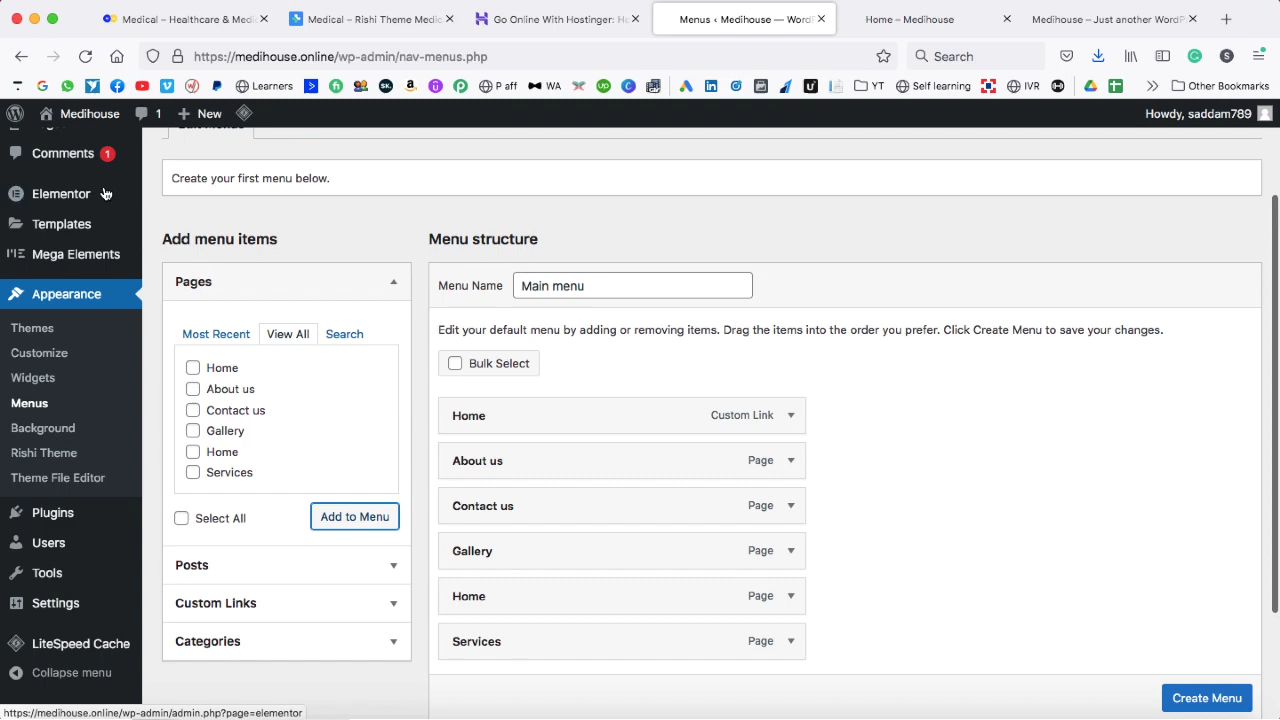 Medical – Healthcare & Medi
Medical – Rishi Theme Medic
Go Online With Hostinger: Ho
Menus ‹ Medihouse — WordP
Home – Medihouse
Medihouse – Just another WordP
https://medihouse.online/wp-admin/nav-menus.php
Search
Learners
P aff
WA
YT
Self learning
IVR
Other Bookmarks
Medihouse
1
New
Howdy, saddam789
Comments 1
Elementor
Templates
Mega Elements
Appearance
Themes
Customize
Widgets
Menus
Background
Rishi Theme
Theme File Editor
Plugins
Users
Tools
Settings
LiteSpeed Cache
Collapse menu
https://medihouse.online/wp-admin/admin.php?page=elementor
Create your first menu below.
Add menu items
Pages
Most Recent
View All
Search
Home
About us
Contact us
Gallery
Home
Services
Select All
Add to Menu
Posts
Custom Links
Categories
Menu structure
Menu Name
Main menu
Edit your default menu by adding or removing items. Drag the items into the order you prefer. Click Create Menu to save your changes.
Bulk Select
Home Custom Link
About us Page
Contact us Page
Gallery Page
Home Page
Services Page
Create Menu